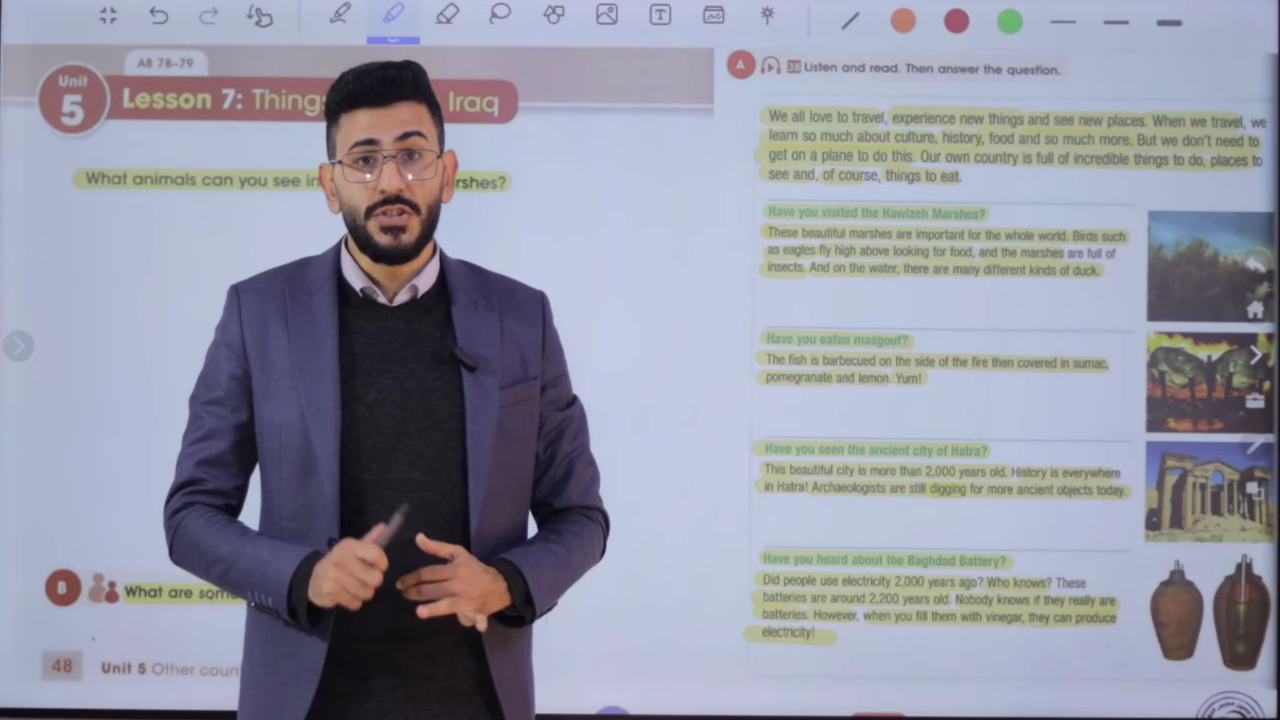 AB 78-79
Unit
5
Lesson 7: Things Iraq
What animals can you see in rshes?
B What are som
48 Unit 5 Other coun
A 38 Listen and read. Then answer the question.
We all love to travel, experience new things and see new places. When we travel, we
learn so much about culture, history, food and so much more. But we don't need to
get on a plane to do this. Our own country is full of incredible things to do, places to
see and, of course, things to eat.
Have you visited the Hawizeh Marshes?
These beautiful marshes are important for the whole world. Birds such
as eagles fly high above looking for food, and the marshes are full of
insects. And on the water, there are many different kinds of duck.
Have you eaten masgouf?
The fish is barbecued on the side of the fire then covered in sumac,
pomegranate and lemon. Yum!
Have you seen the ancient city of Hatra?
This beautiful city is more than 2,000 years old. History is everywhere
in Hatra! Archaeologists are still digging for more ancient objects today.
Have you heard about the Baghdad Battery?
Did people use electricity 2,000 years ago? Who knows? These
batteries are around 2,200 years old. Nobody knows if they really are
batteries. However, when you fill them with vinegar, they can produce
electricity!